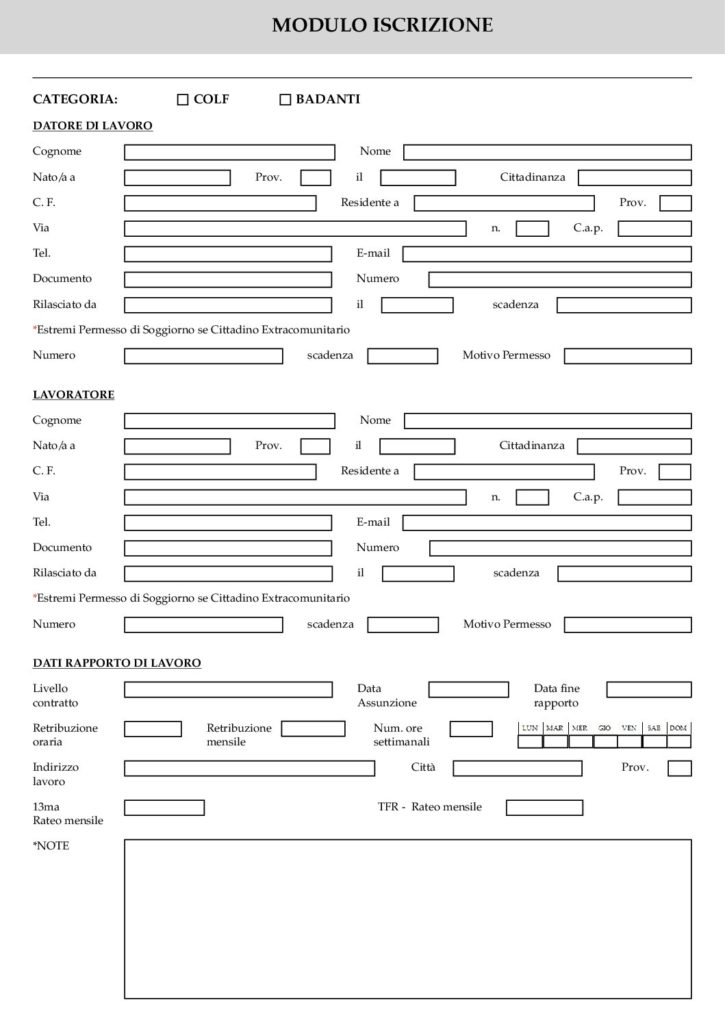 MODULO ISCRIZIONE
CATEGORIA: COLF BADANTI
DATORE DI LAVORO
Cognome Nome
Nato/a a Prov. il Cittadinanza
C. F. Residente a Prov.
Via n. C.a.p.
Tel. E-mail
Documento Numero
Rilasciato da il scadenza
*Estremi Permesso di Soggiorno se Cittadino Extracomunitario
Numero scadenza Motivo Permesso
LAVORATORE
Cognome Nome
Nato/a a Prov. il Cittadinanza
C. F. Residente a Prov.
Via n. C.a.p.
Tel. E-mail
Documento Numero
Rilasciato da il scadenza
*Estremi Permesso di Soggiorno se Cittadino Extracomunitario
Numero scadenza Motivo Permesso
DATI RAPPORTO DI LAVORO
Livello Data Data fine
contratto Assunzione rapporto
Retribuzione Retribuzione Num. ore LUN MAR MER GIO VEN SAB DOM
oraria mensile settimanali
Indirizzo Città Prov.
lavoro
13ma TFR - Rateo mensile
Rateo mensile
*NOTE